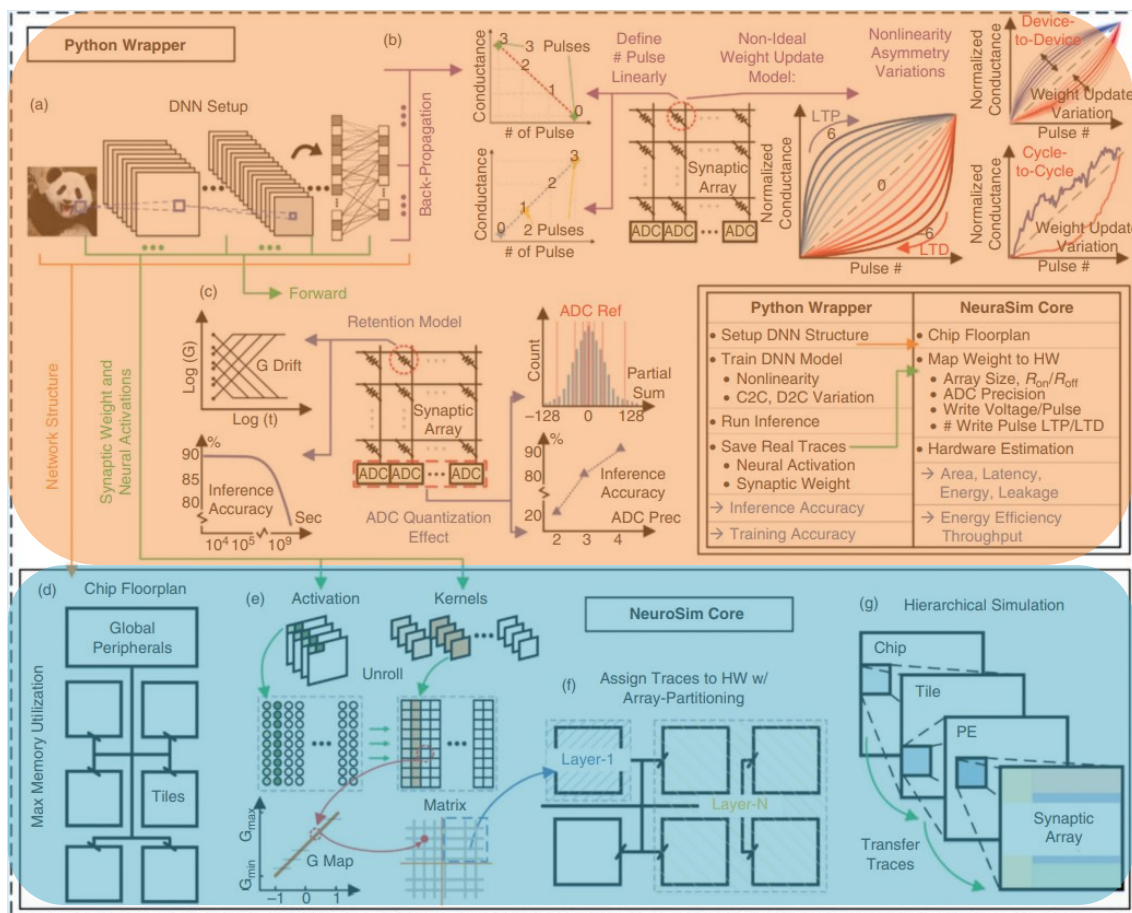 Python Wrapper
(a)
DNN Setup
Back-Propagation
Forward
Network Structure
Synaptic Weight and
Neural Activations
(b)
Conductance
3
3
Pulses
2
1
0
# of Pulse
Conductance
3
1
2 Pulses
0
# of Pulse
Define
# Pulse
Linearly
Non-Ideal
Weight Update
Model:
Nonlinearity
Asymmetry
Variations
Synaptic
Array
ADC ADC ... ADC
Normalized
Conductance
LTP
6
0
-6
LTD
Pulse #
Normalized
Conductance
Device-
to-Device
Weight Update
Variation
Pulse #
Normalized
Conductance
Cycle-
to-Cycle
Weight Update
Variation
Pulse #
(c)
Log (G)
G Drift
Log (t)
Retention Model
%
90
85
80
Inference
Accuracy
Sec
10^4 10^5 10^9
Synaptic
Array
ADC ADC ... ADC
ADC Quantization
Effect
ADC Ref
Count
Partial
Sum
-128 0 128
%
90
80
20
Inference
Accuracy
2 3 4
ADC Prec
Python Wrapper
• Setup DNN Structure
• Train DNN Model
• Nonlinearity
• C2C, D2C Variation
• Run Inference
• Save Real Traces
• Neural Activation
• Synaptic Weight
→ Inference Accuracy
→ Training Accuracy
NeuraSim Core
• Chip Floorplan
• Map Weight to HW
• Array Size, Ron/Roff
• ADC Precision
• Write Voltage/Pulse
• # Write Pulse LTP/LTD
• Hardware Estimation
→ Area, Latency,
Energy, Leakage
→ Energy Efficiency
Throughput
(d)
Chip Floorplan
Global
Peripherals
Tiles
Max Memory Utilization
(e)
Activation
Kernels
Unroll
Matrix
Gmax
Gmin
G Map
-1 0 1
NeuroSim Core
(f)
Assign Traces to HW w/
Array-Partitioning
Layer-1
Layer-N
(g)
Hierarchical Simulation
Chip
Tile
PE
Synaptic
Array
Transfer
Traces